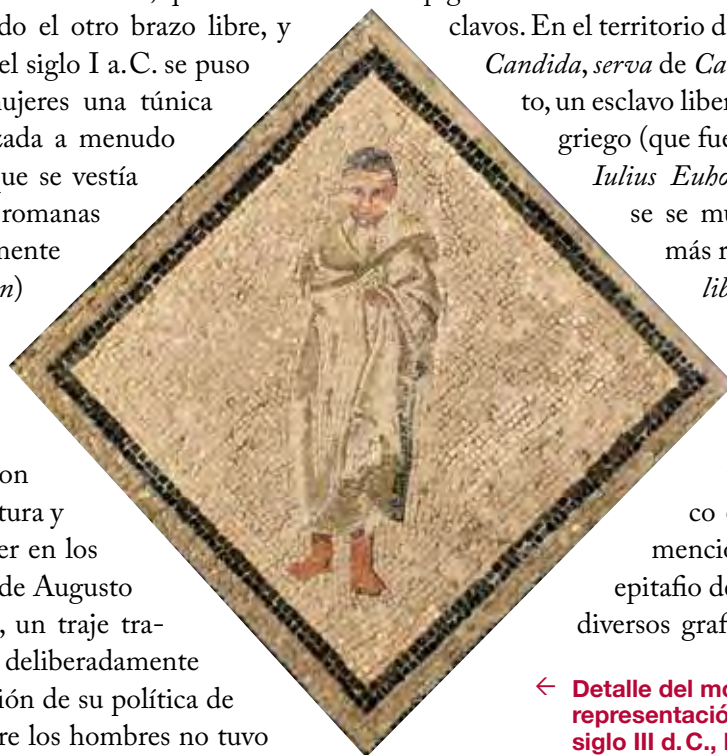 do el otro brazo libre, y
el siglo I a.C. se puso
ujeres una túnica
zada a menudo
ue se vestía
romanas
mente
n)
on
tura y
er en los
de Augusto
, un traje tra-
deliberadamente
ión de su política de
re los hombres no tuvo
clavos. En el territorio d
Candida, serva de Ca
to, un esclavo liber
griego (que fue
Iulius Euho
se se mu
más r
lib
co
mencio
epitafio de
diversos graf
← Detalle del mo
representación
siglo III d.C.,